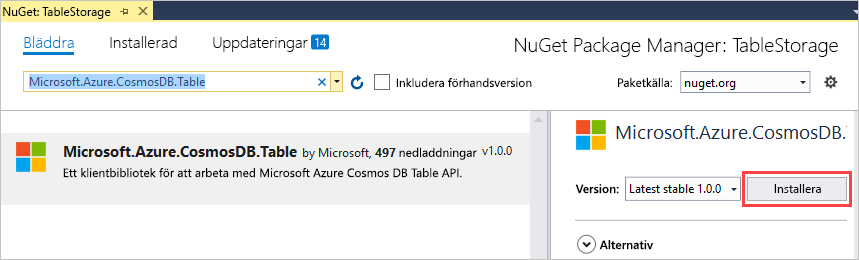 NuGet: TableStorage
Bläddra Installerad Uppdateringar 14 NuGet Package Manager: TableStorage
Microsoft.Azure.CosmosDB.Table Inkludera förhandsversion Paketkälla: nuget.org
Microsoft.Azure.CosmosDB.Table by Microsoft, 497 nedladdningar v1.0.0
Ett klientbibliotek för att arbeta med Microsoft Azure Cosmos DB Table API.
Microsoft.Azure.CosmosDB.
Version: Latest stable 1.0.0 Installera
Alternativ